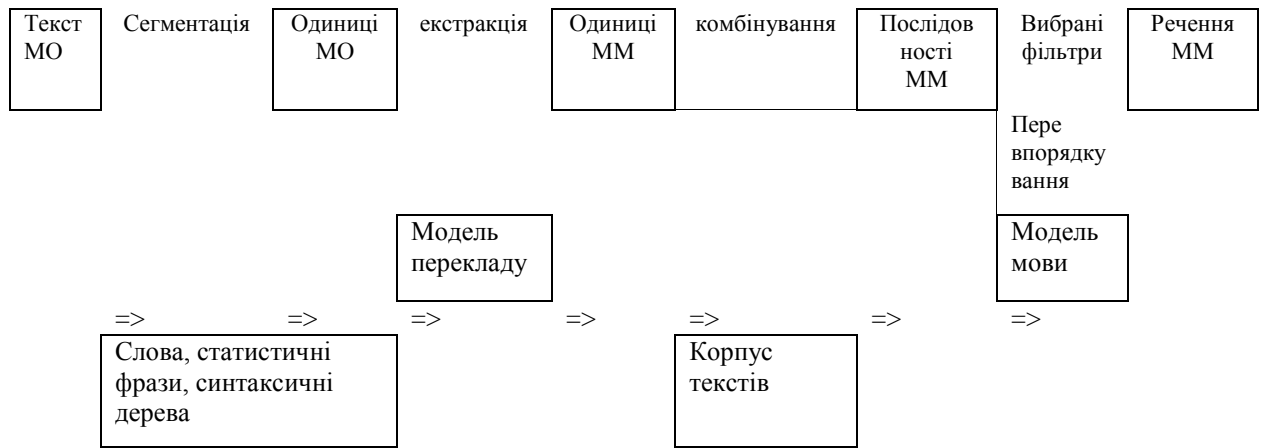 Текст
МО
Сегментація
Одиниці
МО
екстракція
Одиниці
ММ
комбінування
Послідов
ності
ММ
Вибрані
фільтри
Речення
ММ
Пере
впорядку
вання
Модель
перекладу
Модель
мови
=> => => => => => =>
Слова, статистичні
фрази, синтаксичні
дерева
Корпус
текстів